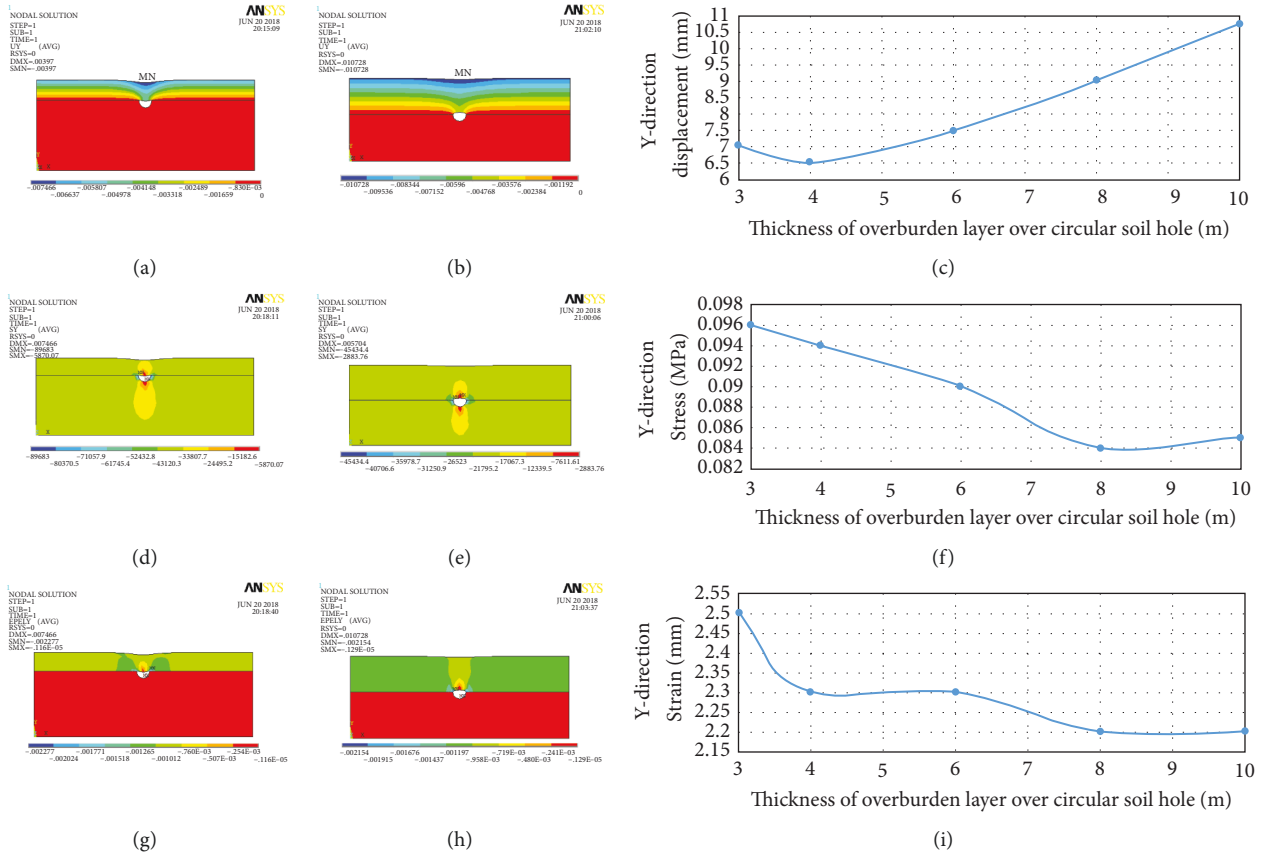 1
NODAL SOLUTION
STEP=1
SUB=1
TIME=1
UY (AVG)
RSYS=0
DMX=.00397
SMN=-.00397
ANSYS
JUN 20 2018
20:15:09
MN
Y
X
-.007466 -.005807 -.004148 -.002489 -.830E-03
-.006637 -.004978 -.003318 -.001659 0
(a)
1
NODAL SOLUTION
STEP=1
SUB=1
TIME=1
UY (AVG)
RSYS=0
DMX=.010728
SMN=-.010728
ANSYS
JUN 20 2018
21:02:10
MN
X
-.010728 -.008344 -.00596 -.003576 -.001192
-.009536 -.007152 -.004768 -.002384 0
(b)
Y-direction
displacement (mm)
11
10.5
10
9.5
9
8.5
8
7.5
7
6.5
6
3 4 5 6 7 8 9 10
Thickness of overburden layer over circular soil hole (m)
(c)
1
NODAL SOLUTION
STEP=1
SUB=1
TIME=1
SY (AVG)
RSYS=0
DMX=.007466
SMN=-89683
SMX=-5870.07
ANSYS
JUN 20 2018
20:18:11
X
-89683 -71057.9 -52432.8 -33807.7 -15182.6
-80370.5 -61745.4 -43120.3 -24495.2 -5870.07
(d)
1
NODAL SOLUTION
STEP=1
SUB=1
TIME=1
SY (AVG)
RSYS=0
DMX=.005704
SMN=-45434.4
SMX=-2883.76
ANSYS
JUN 20 2018
21:00:06
X
-45434.4 -35978.7 -26523 -17067.3 -7611.61
-40706.6 -31250.9 -21795.2 -12339.5 -2883.76
(e)
Y-direction
Stress (MPa)
0.098
0.096
0.094
0.092
0.09
0.088
0.086
0.084
0.082
3 4 5 6 7 8 9 10
Thickness of overburden layer over circular soil hole (m)
(f)
1
NODAL SOLUTION
STEP=1
SUB=1
TIME=1
EPELY (AVG)
RSYS=0
DMX=.007466
SMN=-.002277
SMX=-.116E-05
ANSYS
JUN 20 2018
20:18:40
X
-.002277 -.001771 -.001265 -.760E-03 -.254E-03
-.002024 -.001518 -.001012 -.507E-03 -.116E-05
(g)
1
NODAL SOLUTION
STEP=1
SUB=1
TIME=1
EPELY (AVG)
RSYS=0
DMX=.010728
SMN=-.002154
SMX=-.129E-05
ANSYS
JUN 20 2018
21:03:37
X
-.002154 -.001676 -.001197 -.719E-03 -.241E-03
-.001915 -.001437 -.958E-03 -.480E-03 -.129E-05
(h)
Y-direction
Strain (mm)
2.55
2.5
2.45
2.4
2.35
2.3
2.25
2.2
2.15
3 4 5 6 7 8 9 10
Thickness of overburden layer over circular soil hole (m)
(i)